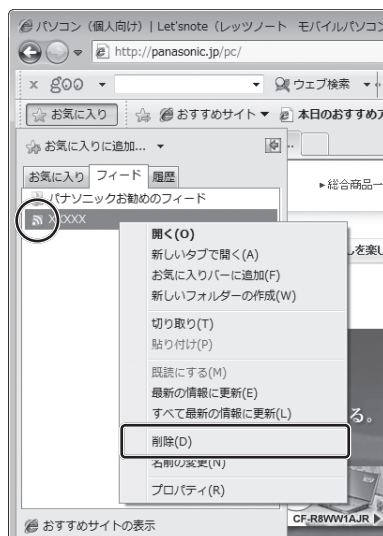 パソコン（個人向け）| Let'snote（レッツノート モバイルパソコン
http://panasonic.jp/pc/
x goo ウェブ検索
お気に入り おすすめサイト 本日のおすすめ
お気に入りに追加...
お気に入り フィード 履歴
総合商品一
パナソニックお勧めのフィード
XXXXX
開く(O)
新しいタブで開く(A)
を楽し
お気に入りバーに追加(F)
新しいフォルダーの作成(W)
切り取り(T)
貼り付け(P)
既読にする(M)
最新の情報に更新(E)
すべて最新の情報に更新(L)
る。
削除(D)
名前の変更(N)
プロパティ(R)
CF-R8WW1AJR
おすすめサイトの表示